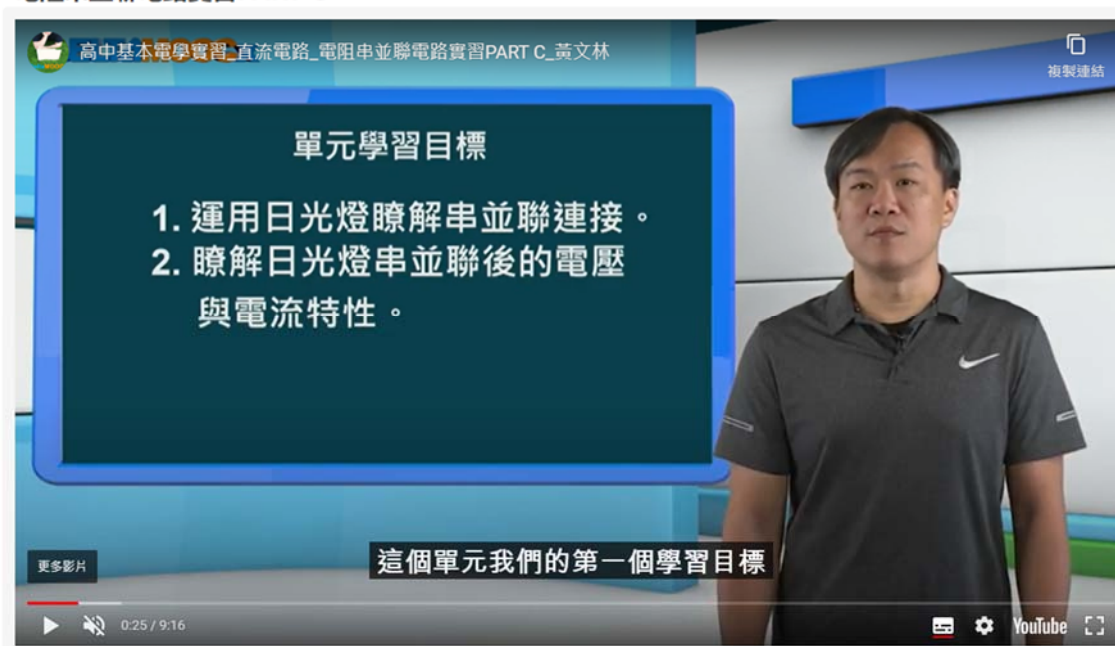 高中基本電學實習_直流電路_電阻串並聯電路實習PART C_黃文林
複製連結
單元學習目標
1. 運用日光燈瞭解串並聯連接。
2. 瞭解日光燈串並聯後的電壓
與電流特性。
這個單元我們的第一個學習目標
更多影片
0:25 / 9:16
YouTube